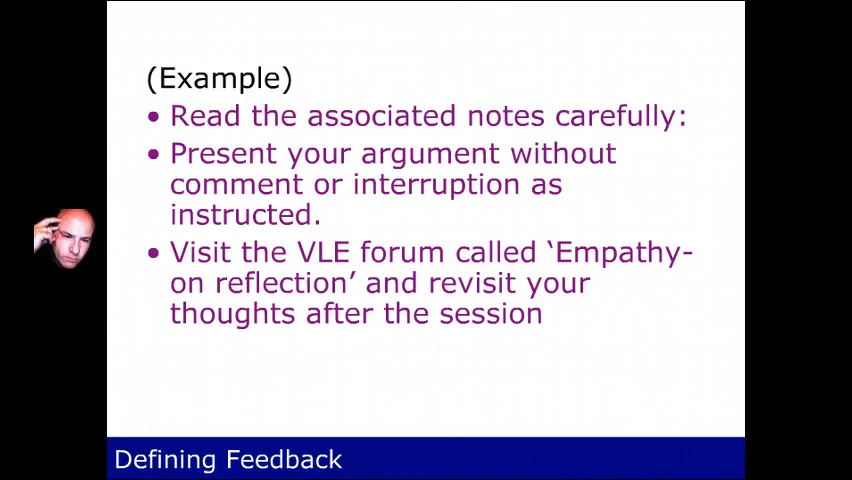 (Example)
• Read the associated notes carefully:
• Present your argument without
comment or interruption as
instructed.
• Visit the VLE forum called ‘Empathy-
on reflection’ and revisit your
thoughts after the session
Defining Feedback